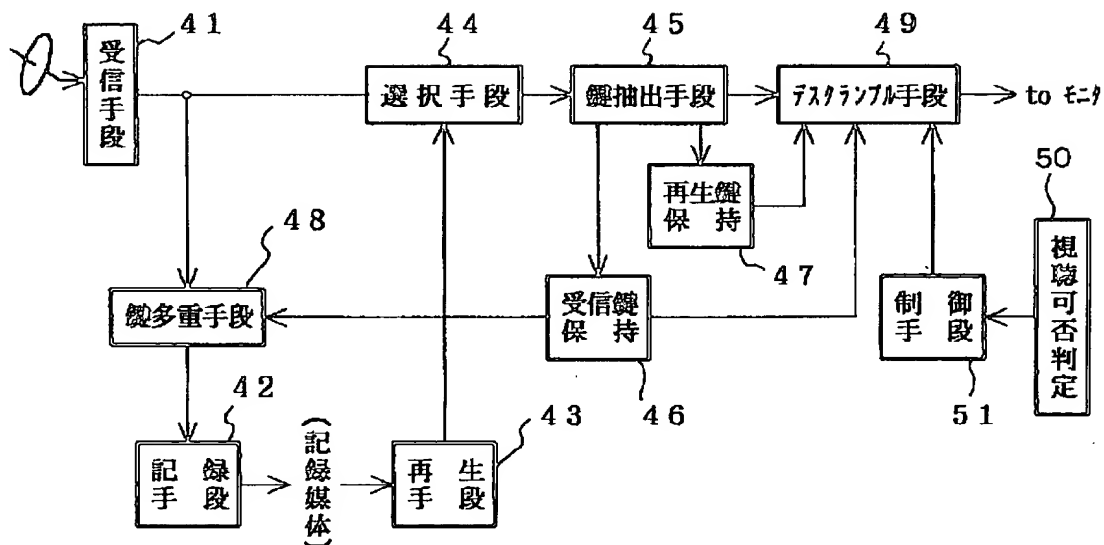 41
受信手段
44
選択手段
45
鍵抽出手段
49
デスクランブル手段
to モニタ
再生鍵
保持
47
50
視聴可否判定
48
鍵多重手段
受信鍵
保持
46
制御
手段
51
42
記録
手段
(記録媒体)
再生
手段
43